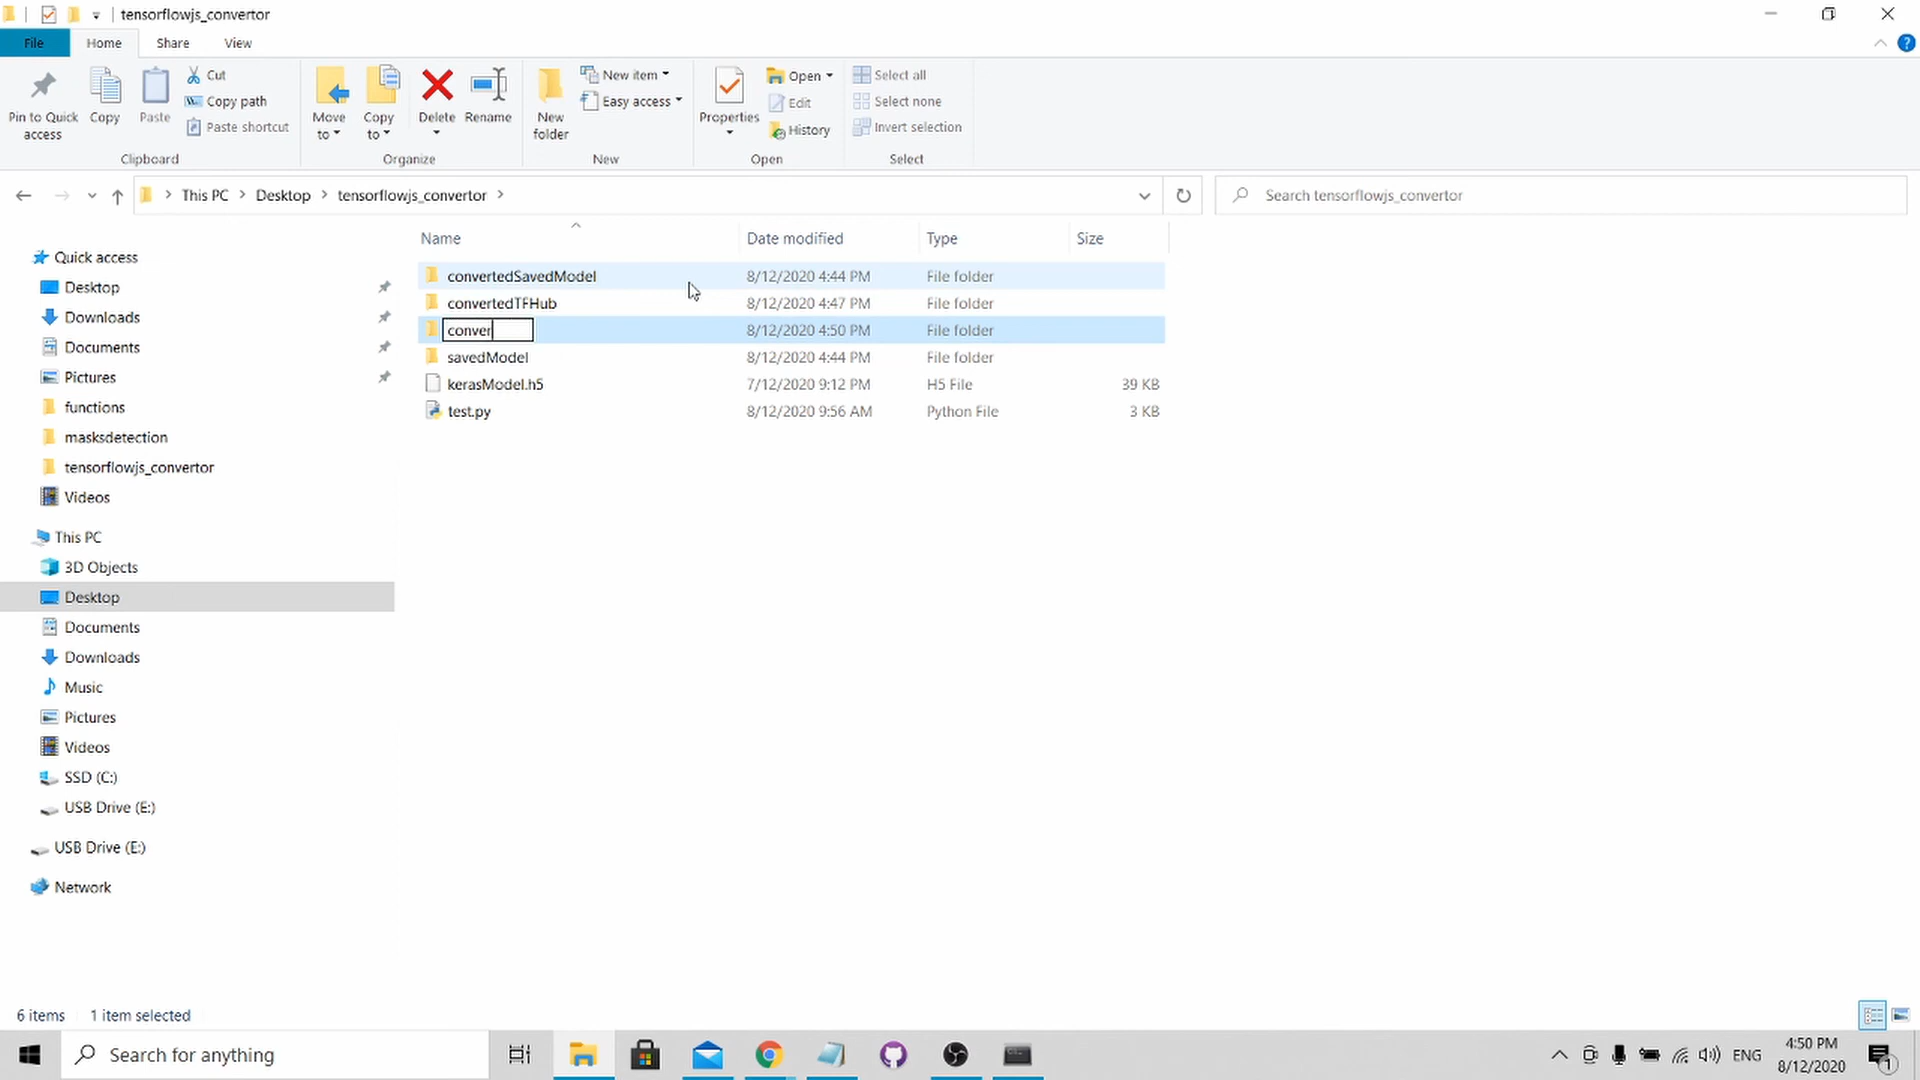 tensorflowjs_convertor
File Home Share View
Pin to Quick access
Copy
Paste
Cut
Copy path
Paste shortcut
Clipboard
Move to
Copy to
Delete
Rename
Organize
New folder
New item
Easy access
New
Properties
Open
Edit
History
Open
Select all
Select none
Invert selection
Select
This PC Desktop tensorflowjs_convertor
Search tensorflowjs_convertor
Name Date modified Type Size
convertedSavedModel 8/12/2020 4:44 PM File folder
convertedTFHub 8/12/2020 4:47 PM File folder
conver 8/12/2020 4:50 PM File folder
savedModel 8/12/2020 4:44 PM File folder
kerasModel.h5 7/12/2020 9:12 PM H5 File 39 KB
test.py 8/12/2020 9:56 AM Python File 3 KB
Quick access
Desktop
Downloads
Documents
Pictures
functions
masksdetection
tensorflowjs_convertor
Videos
This PC
3D Objects
Desktop
Documents
Downloads
Music
Pictures
Videos
SSD (C:)
USB Drive (E:)
USB Drive (E:)
Network
6 items 1 item selected
Search for anything
ENG
4:50 PM
8/12/2020
1